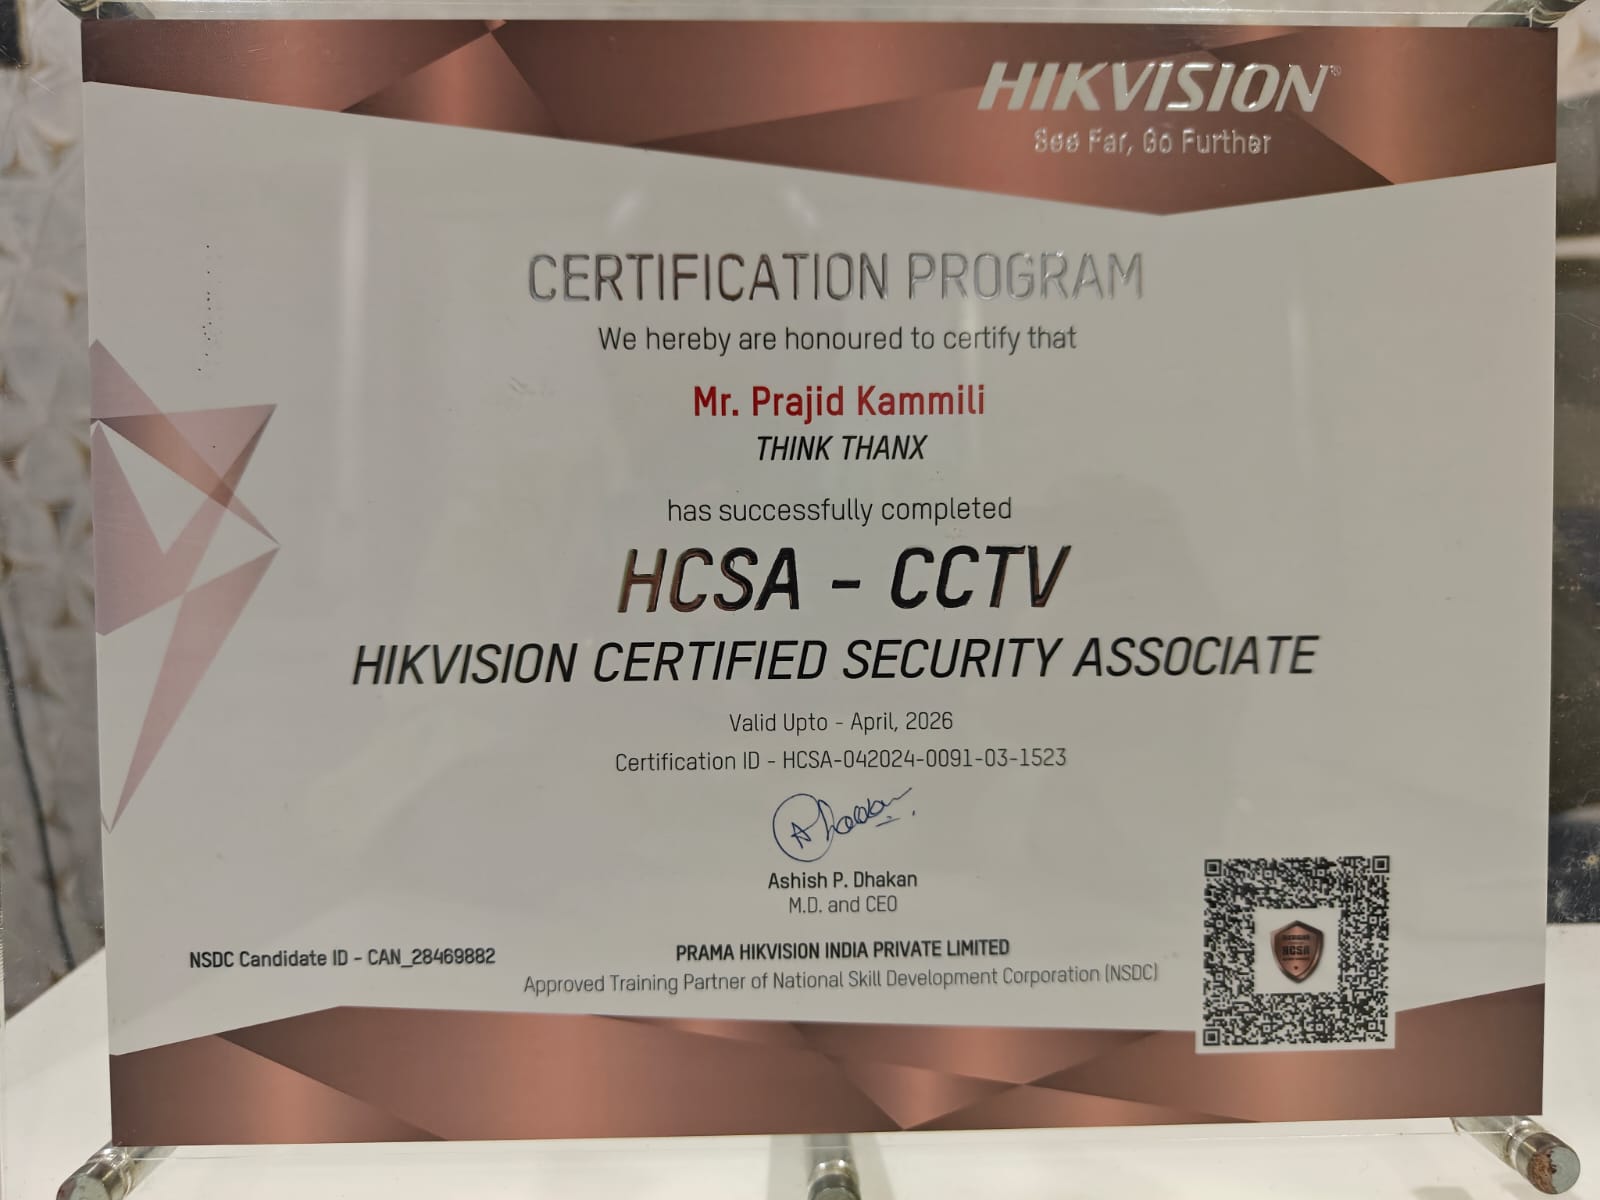 HIKVISION®
See Far, Go Further
CERTIFICATION PROGRAM
We hereby are honoured to certify that
Mr. Prajid Kammili
THINK THANX
has successfully completed
HCSA - CCTV
HIKVISION CERTIFIED SECURITY ASSOCIATE
Valid Upto - April, 2026
Certification ID - HCSA-042024-0091-03-1523
Ashish P. Dhakan
M.D. and CEO
NSDC Candidate ID - CAN_28469882
PRAMA HIKVISION INDIA PRIVATE LIMITED
Approved Training Partner of National Skill Development Corporation (NSDC)
HCSA